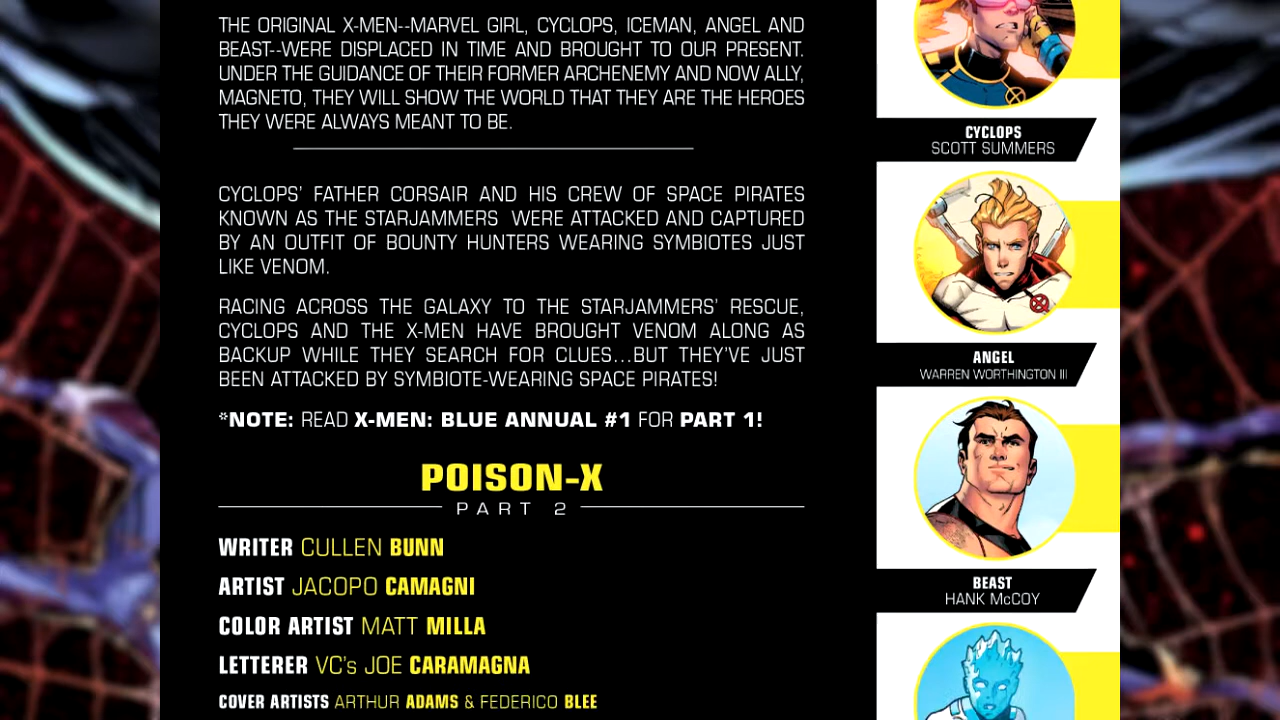 THE ORIGINAL X-MEN--MARVEL GIRL, CYCLOPS, ICEMAN, ANGEL AND
BEAST--WERE DISPLACED IN TIME AND BROUGHT TO OUR PRESENT.
UNDER THE GUIDANCE OF THEIR FORMER ARCHENEMY AND NOW ALLY,
MAGNETO, THEY WILL SHOW THE WORLD THAT THEY ARE THE HEROES
THEY WERE ALWAYS MEANT TO BE.
CYCLOPS' FATHER CORSAIR AND HIS CREW OF SPACE PIRATES
KNOWN AS THE STARJAMMERS WERE ATTACKED AND CAPTURED
BY AN OUTFIT OF BOUNTY HUNTERS WEARING SYMBIOTES JUST
LIKE VENOM.
RACING ACROSS THE GALAXY TO THE STARJAMMERS' RESCUE,
CYCLOPS AND THE X-MEN HAVE BROUGHT VENOM ALONG AS
BACKUP WHILE THEY SEARCH FOR CLUES...BUT THEY'VE JUST
BEEN ATTACKED BY SYMBIOTE-WEARING SPACE PIRATES!
*NOTE: READ X-MEN: BLUE ANNUAL #1 FOR PART 1!
POISON-X
PART 2
WRITER CULLEN BUNN
ARTIST JACOPO CAMAGNI
COLOR ARTIST MATT MILLA
LETTERER VC's JOE CARAMAGNA
COVER ARTISTS ARTHUR ADAMS & FEDERICO BLEE
CYCLOPS
SCOTT SUMMERS
ANGEL
WARREN WORTHINGTON III
BEAST
HANK McCOY